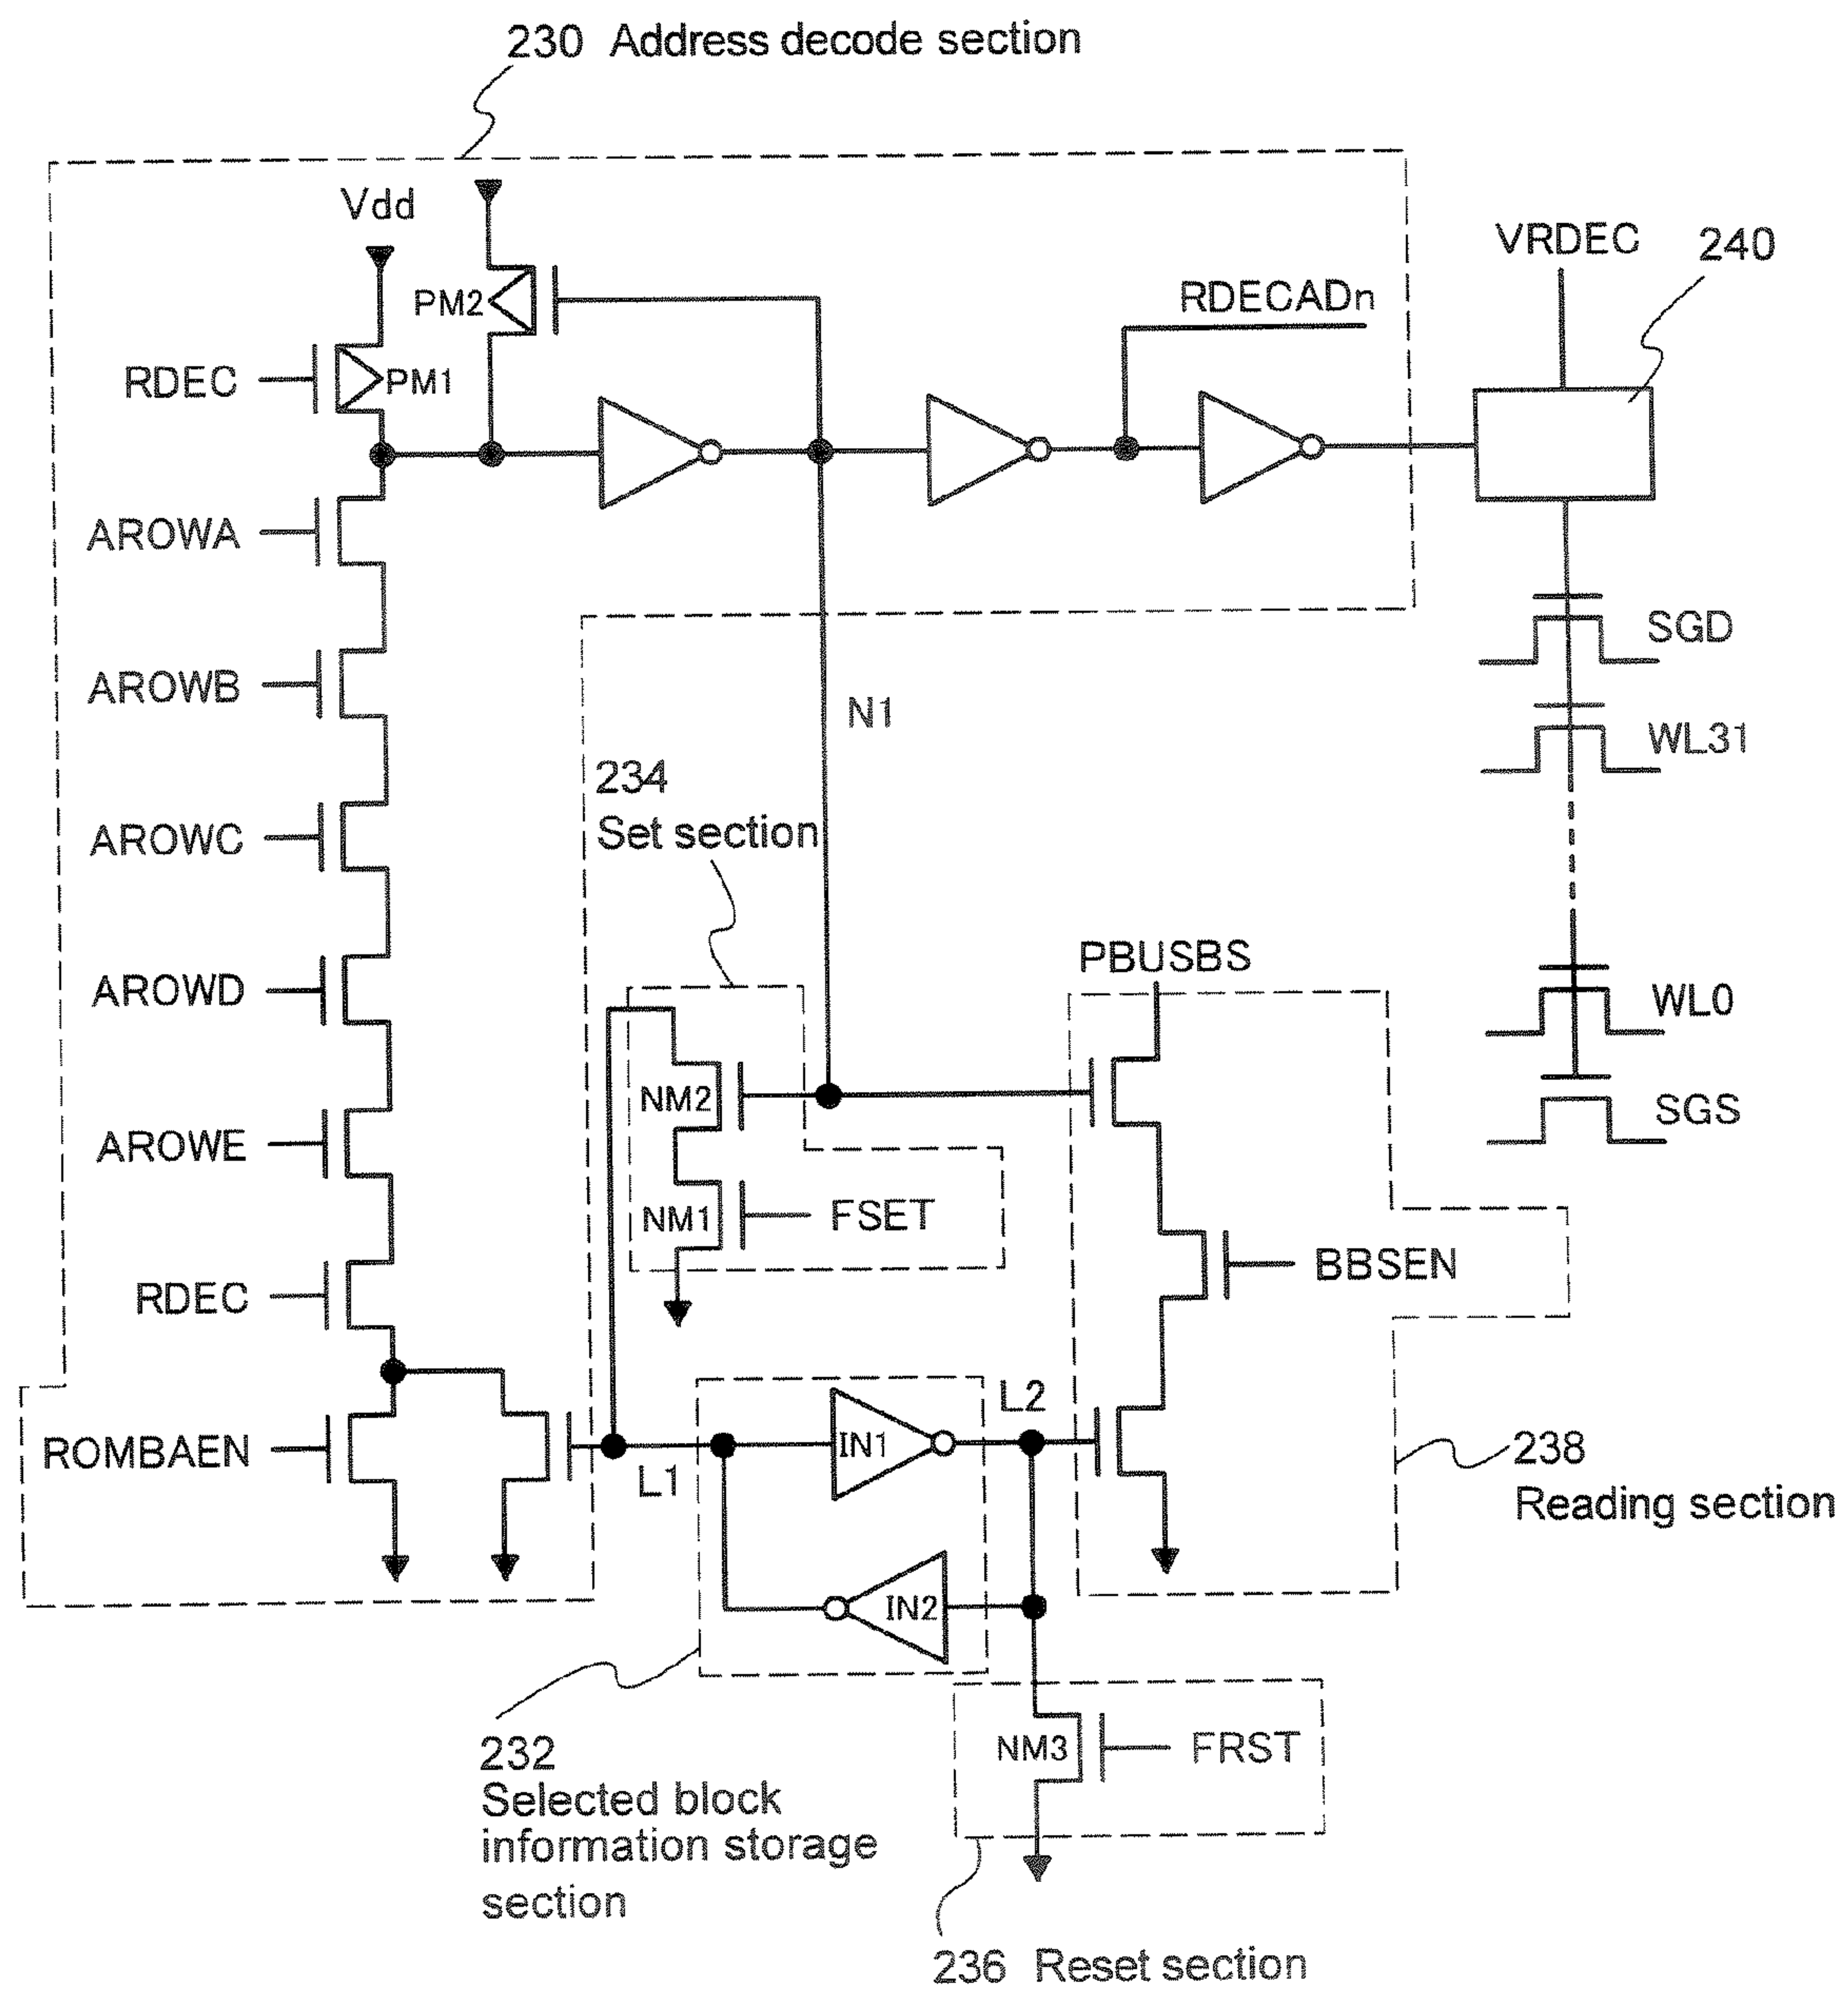 230 Address decode section
Vdd
VRDEC
240
PM2
RDECADn
RDEC
PM1
AROWA
SGD
AROWB
N1
WL31
234
Set section
AROWC
PBUSBS
AROWD
WL0
NM2
SGS
AROWE
NM1
FSET
BBSEN
RDEC
L2
ROMBAEN
IN1
L1
238
Reading section
IN2
232
Selected block
information storage
section
NM3
FRST
236 Reset section